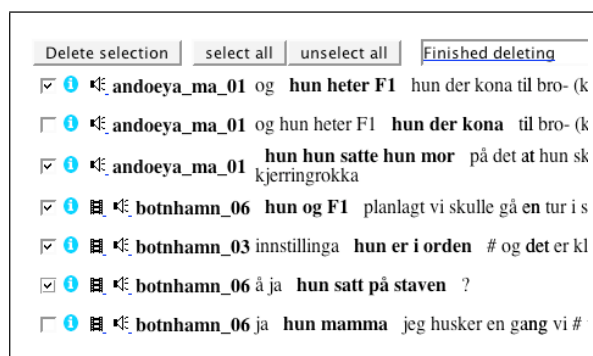 Delete selection select all unselect all Finished deleting
andoeya_ma_01 og hun heter F1 hun der kona til bro- (k
andoeya_ma_01 og hun heter F1 hun der kona til bro- (k
andoeya_ma_01 hun hun satte hun mor på det at hun sk
kjerringrokka
botnhamn_06 hun og F1 planlagt vi skulle gå en tur i s
botnhamn_03 innstillinga hun er i orden # og det er kl
botnhamn_06 å ja hun satt på staven ?
botnhamn_06 ja hun mamma jeg husker en gang vi #